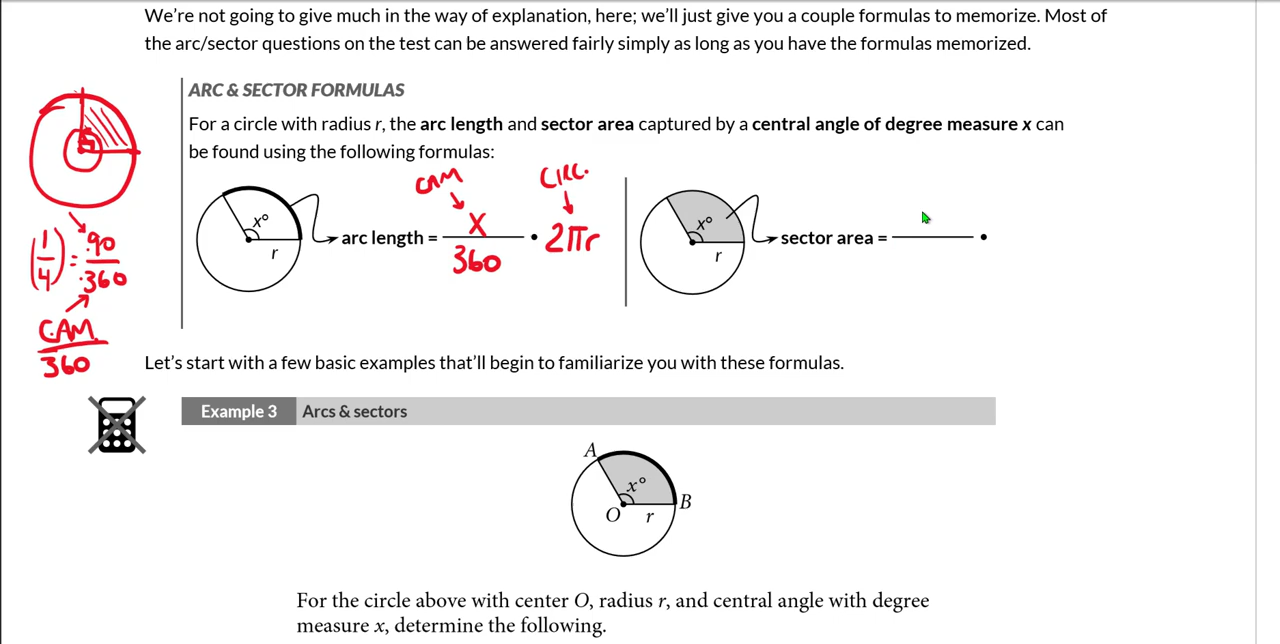 We're not going to give much in the way of explanation, here; we'll just give you a couple formulas to memorize. Most of
the arc/sector questions on the test can be answered fairly simply as long as you have the formulas memorized.
ARC & SECTOR FORMULAS
For a circle with radius r, the arc length and sector area captured by a central angle of degree measure x can
be found using the following formulas:
CAM
CIRC.
x°
r
arc length = x/360 • 2πr
x°
r
sector area = ____ •
(1/4) = 90/360
C.A.M./360
Let's start with a few basic examples that'll begin to familiarize you with these formulas.
Example 3 Arcs & sectors
A
x°
B
O r
For the circle above with center O, radius r, and central angle with degree
measure x, determine the following.